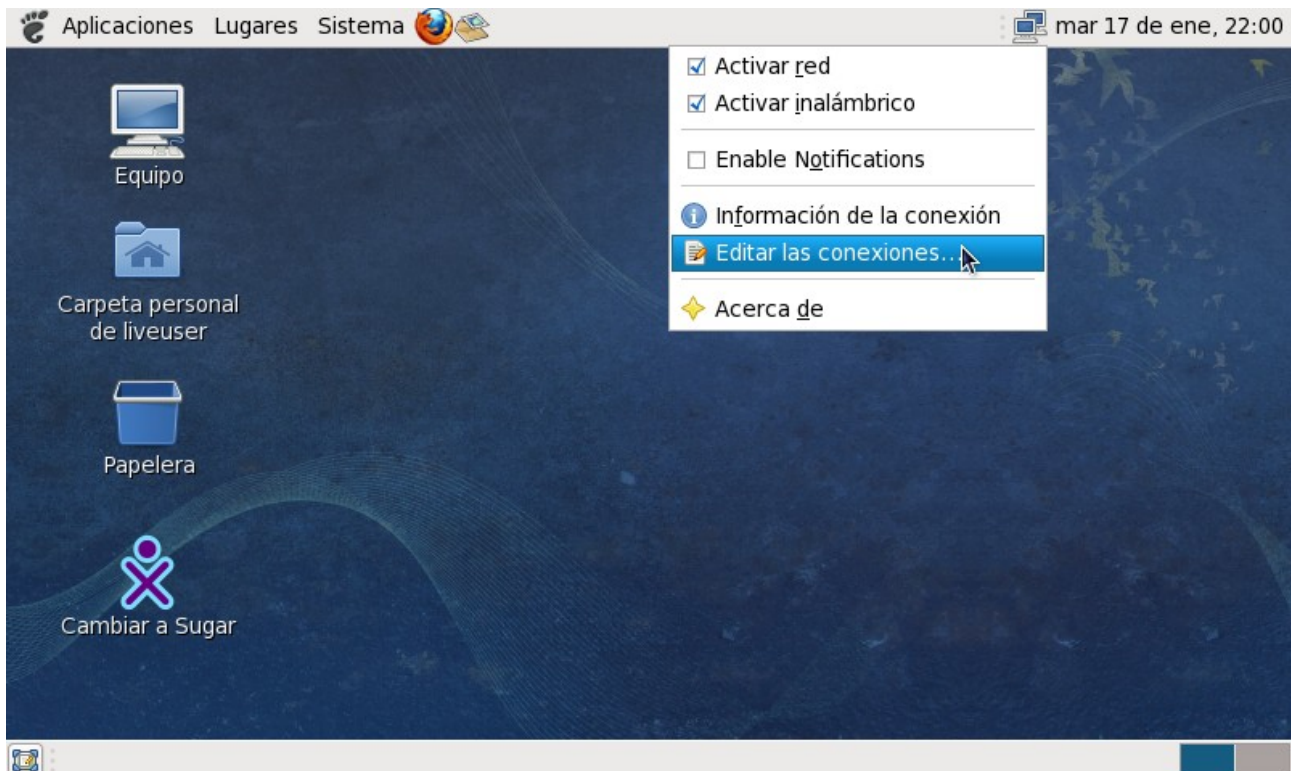 Aplicaciones Lugares Sistema mar 17 de ene, 22:00
Activar red
Activar inalámbrico
Enable Notifications
Información de la conexión
Editar las conexiones...
Acerca de
Equipo
Carpeta personal
de liveuser
Papelera
Cambiar a Sugar